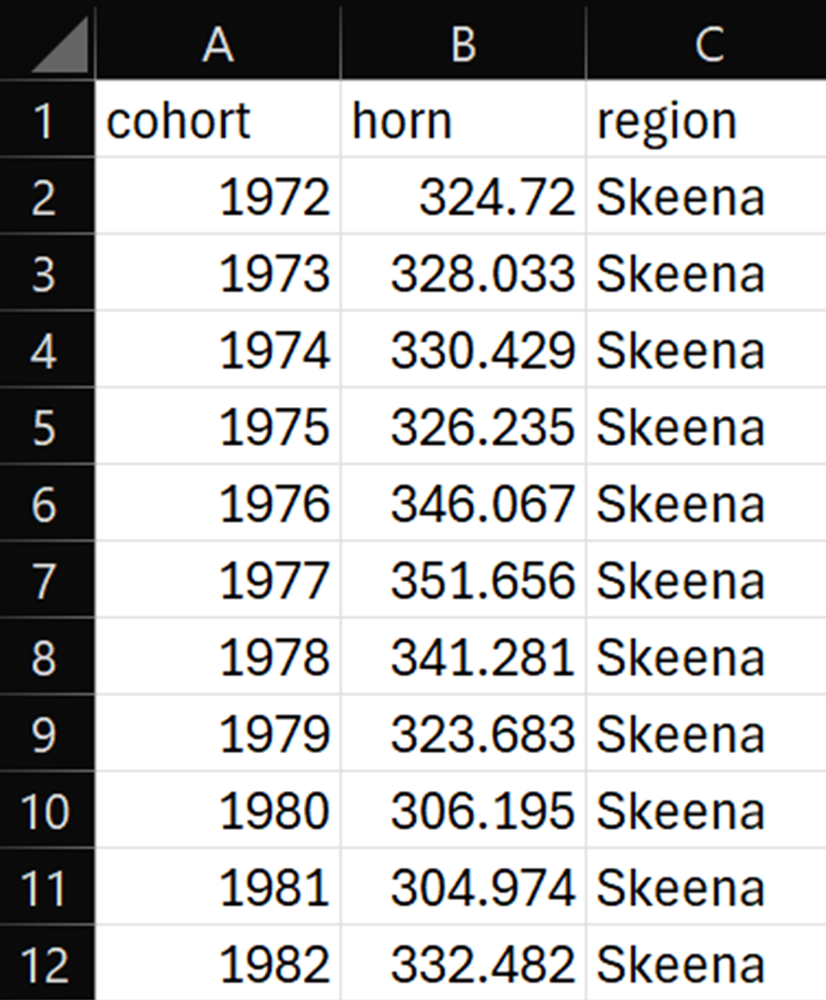 A B C
1 cohort horn region
2 1972 324.72 Skeena
3 1973 328.033 Skeena
4 1974 330.429 Skeena
5 1975 326.235 Skeena
6 1976 346.067 Skeena
7 1977 351.656 Skeena
8 1978 341.281 Skeena
9 1979 323.683 Skeena
10 1980 306.195 Skeena
11 1981 304.974 Skeena
12 1982 332.482 Skeena